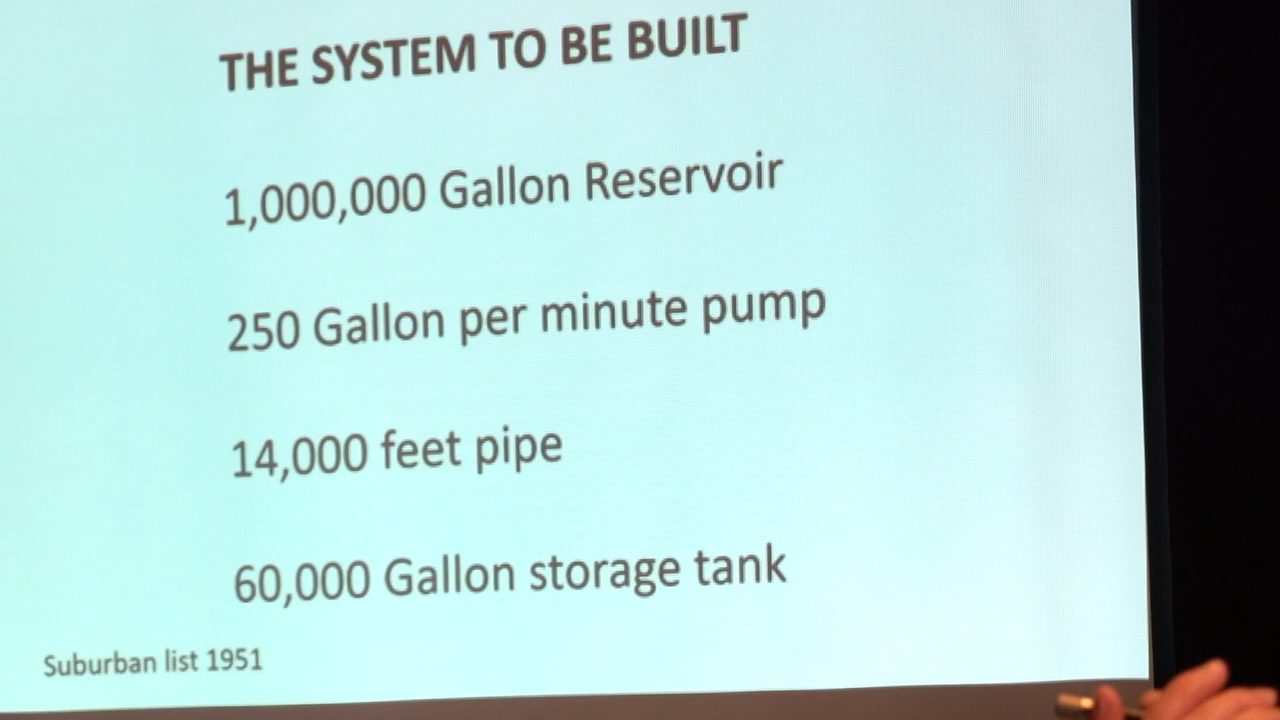 THE SYSTEM TO BE BUILT
1,000,000 Gallon Reservoir
250 Gallon per minute pump
14,000 feet pipe
60,000 Gallon storage tank
Suburban list 1951